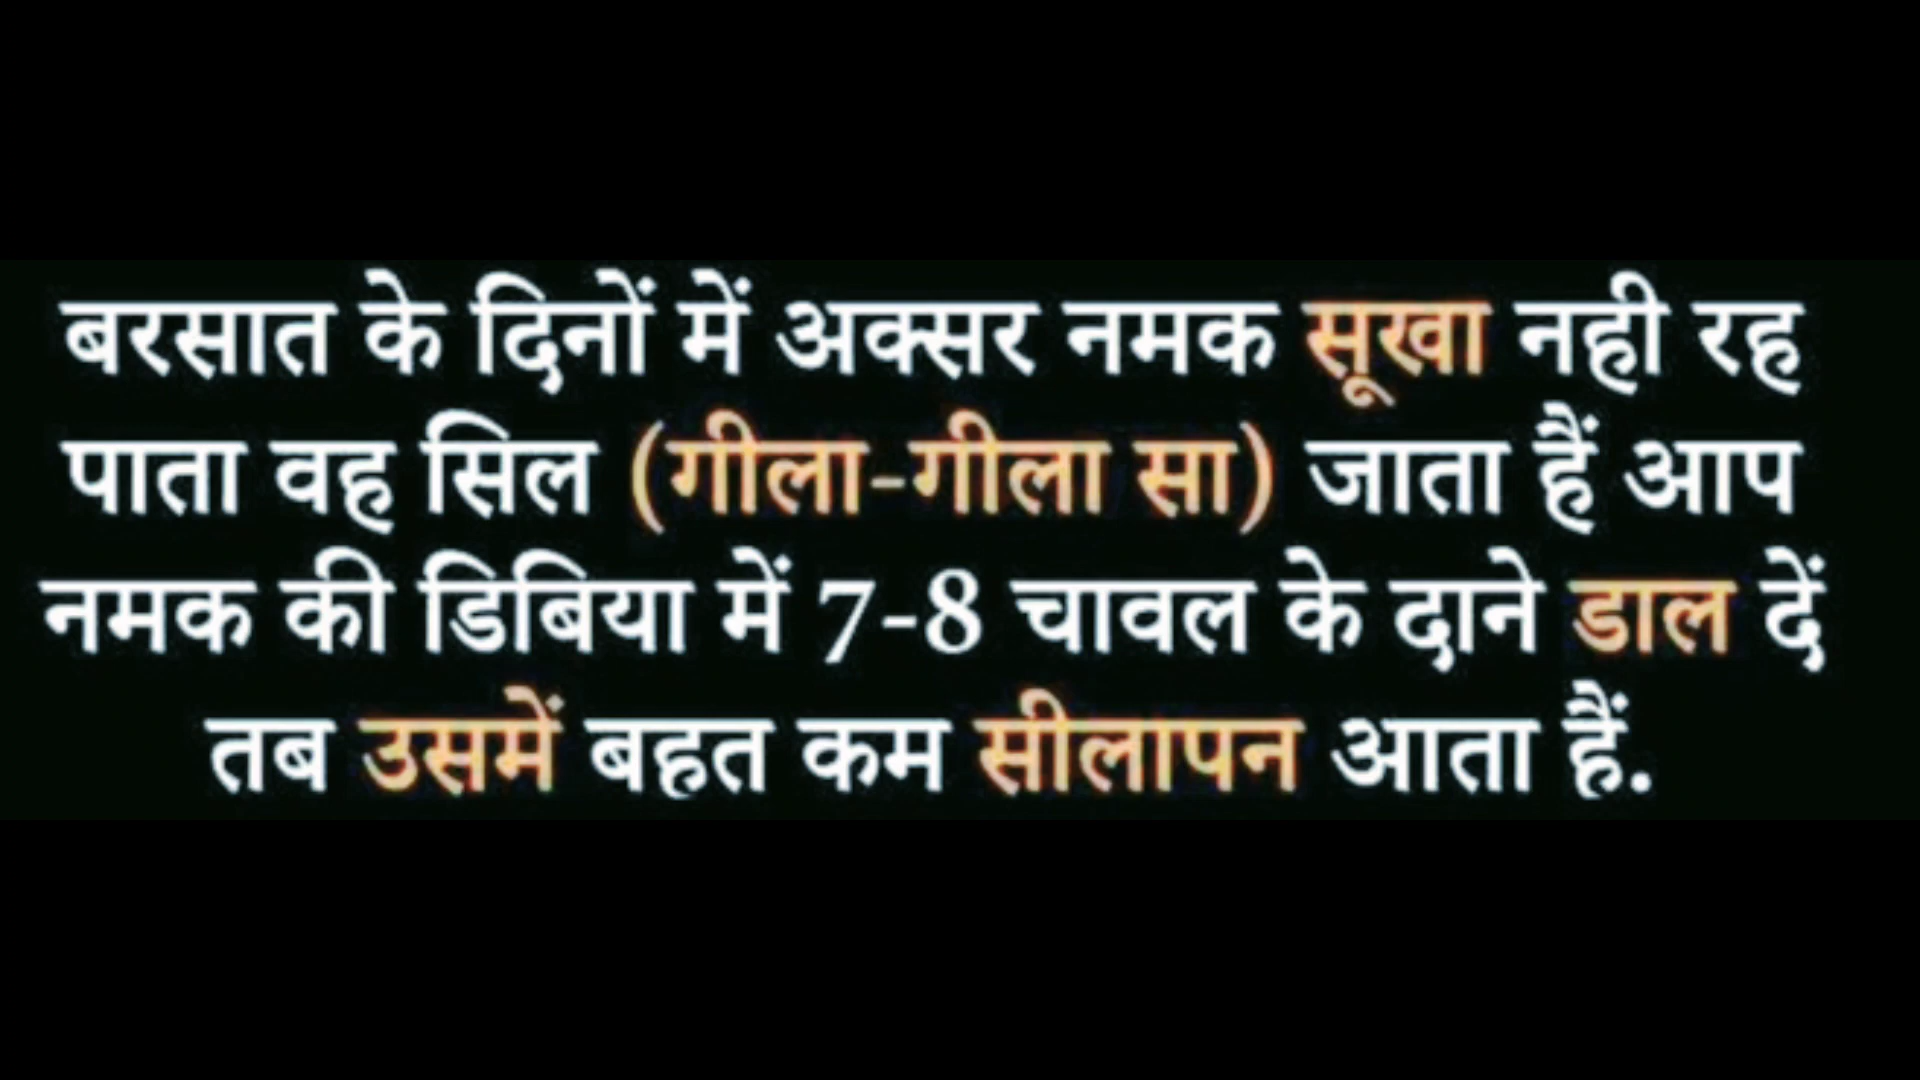 बरसात के दिनों में अक्सर नमक सूखा नही रह
पाता वह सिल (गीला-गीला सा) जाता हैं आप
नमक की डिबिया में 7-8 चावल के दाने डाल दें
तब उसमें बहत कम सीलापन आता हैं.